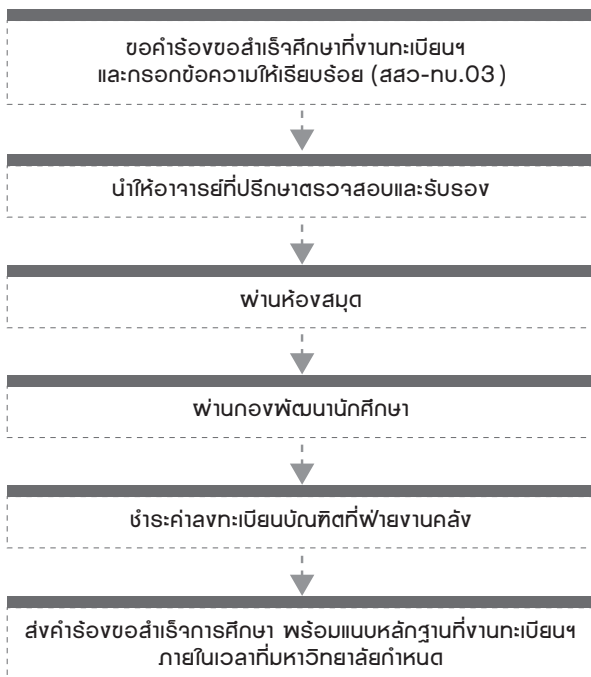 ขอคำร้องขอสำเร็จศึกษาที่งานทะเบียนฯ
และกรอกข้อความให้เรียบร้อย (สสว-ทบ.03)
นำให้อาจารย์ที่ปรึกษาตรวจสอบและรับรอง
ผ่านห้องสมุด
ผ่านกองพัฒนานักศึกษา
ชำระค่าลงทะเบียนบัณฑิตที่ฝ่ายงานคลัง
ส่งคำร้องขอสำเร็จการศึกษา พร้อมแนบหลักฐานที่งานทะเบียนฯ
ภายในเวลาที่มหาวิทยาลัยกำหนด